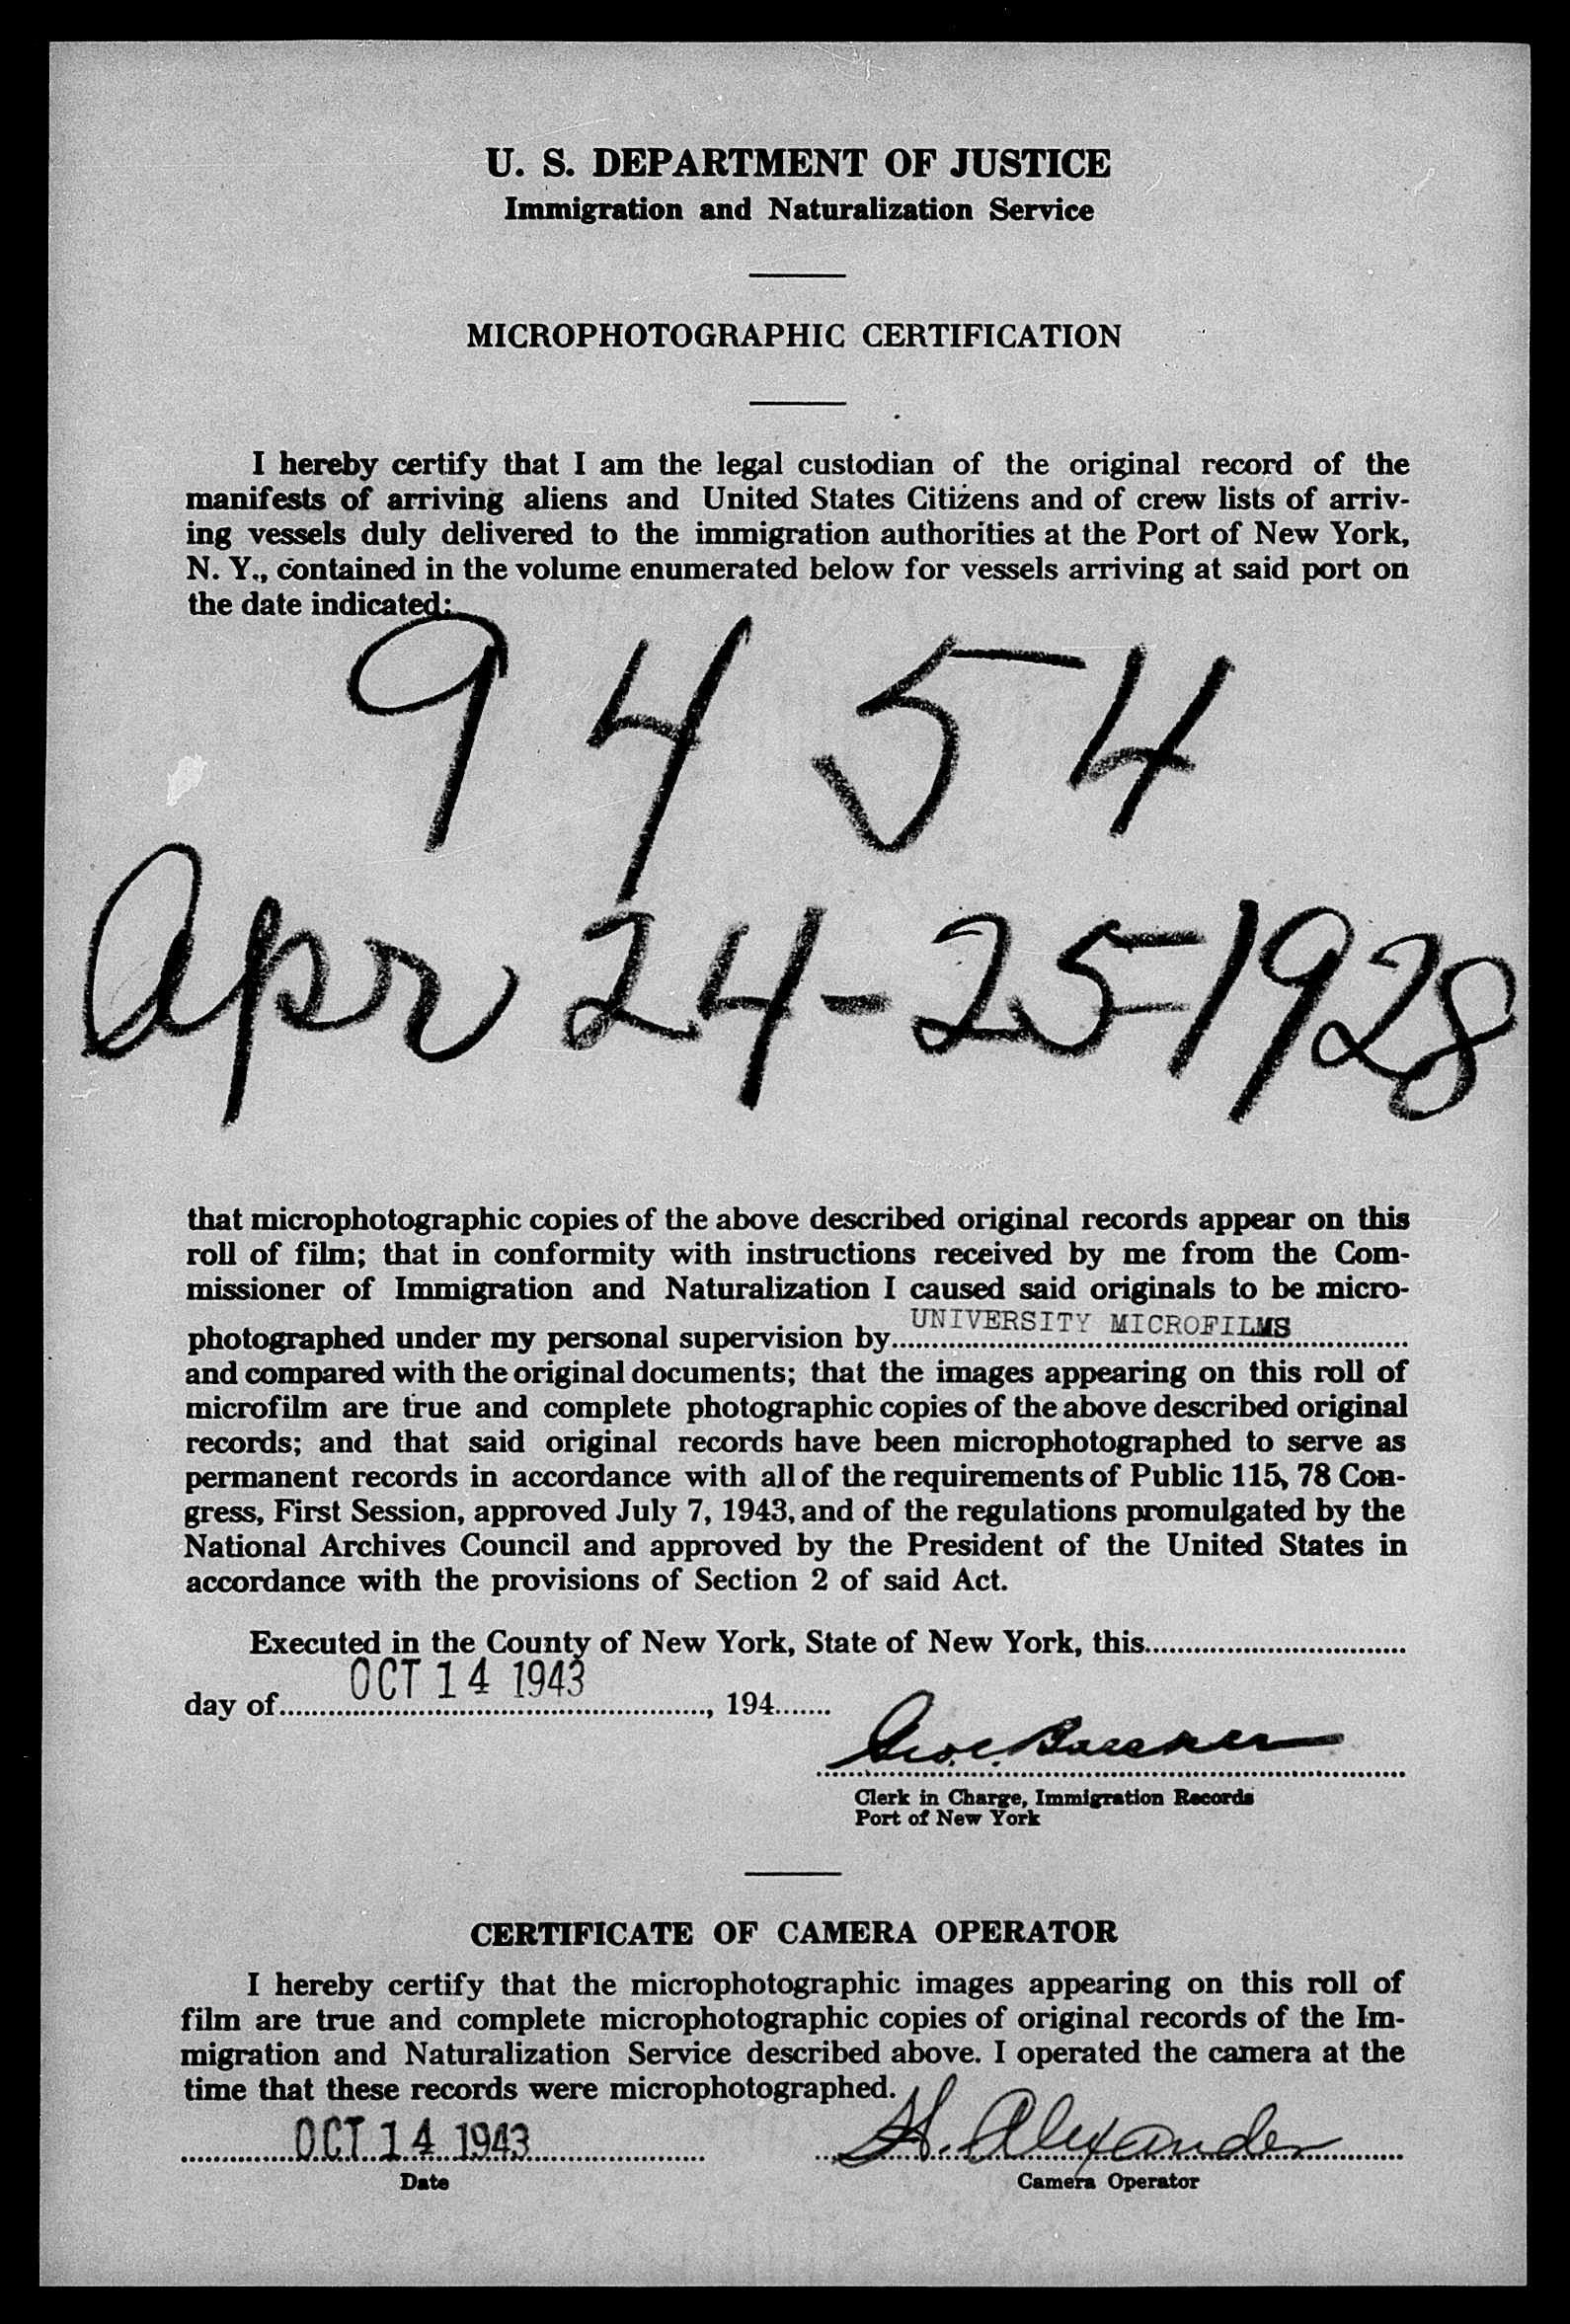 U. S. DEPARTMENT OF JUSTICE
Immigration and Naturalization Service
MICROPHOTOGRAPHIC CERTIFICATION
I hereby certify that I am the legal custodian of the original record of the
manifests of arriving aliens and United States Citizens and of crew lists of arriv-
ing vessels duly delivered to the immigration authorities at the Port of New York,
N. Y., contained in the volume enumerated below for vessels arriving at said port on
the date indicated:
9454
Apr 24-25-1928
that microphotographic copies of the above described original records appear on this
roll of film; that in conformity with instructions received by me from the Com-
missioner of Immigration and Naturalization I caused said originals to be micro-
photographed under my personal supervision by UNIVERSITY MICROFILMS
and compared with the original documents; that the images appearing on this roll of
microfilm are true and complete photographic copies of the above described original
records; and that said original records have been microphotographed to serve as
permanent records in accordance with all of the requirements of Public 115, 78 Con-
gress, First Session, approved July 7, 1943, and of the regulations promulgated by the
National Archives Council and approved by the President of the United States in
accordance with the provisions of Section 2 of said Act.
Executed in the County of New York, State of New York, this
day of OCT 14 1943, 194
Geo. C.
Clerk in Charge, Immigration Records
Port of New York
CERTIFICATE OF CAMERA OPERATOR
I hereby certify that the microphotographic images appearing on this roll of
film are true and complete microphotographic copies of original records of the Im-
migration and Naturalization Service described above. I operated the camera at the
time that these records were microphotographed.
OCT 14 1943 H. Alexander
Date Camera Operator